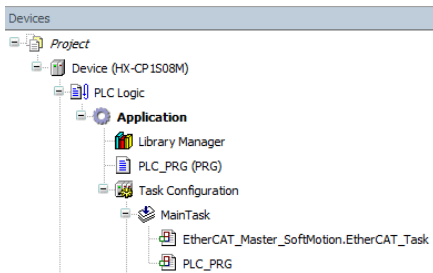 Devices
Project
Device (HX-CP1S08M)
PLC Logic
Application
Library Manager
PLC_PRG (PRG)
Task Configuration
MainTask
EtherCAT_Master_SoftMotion.EtherCAT_Task
PLC_PRG